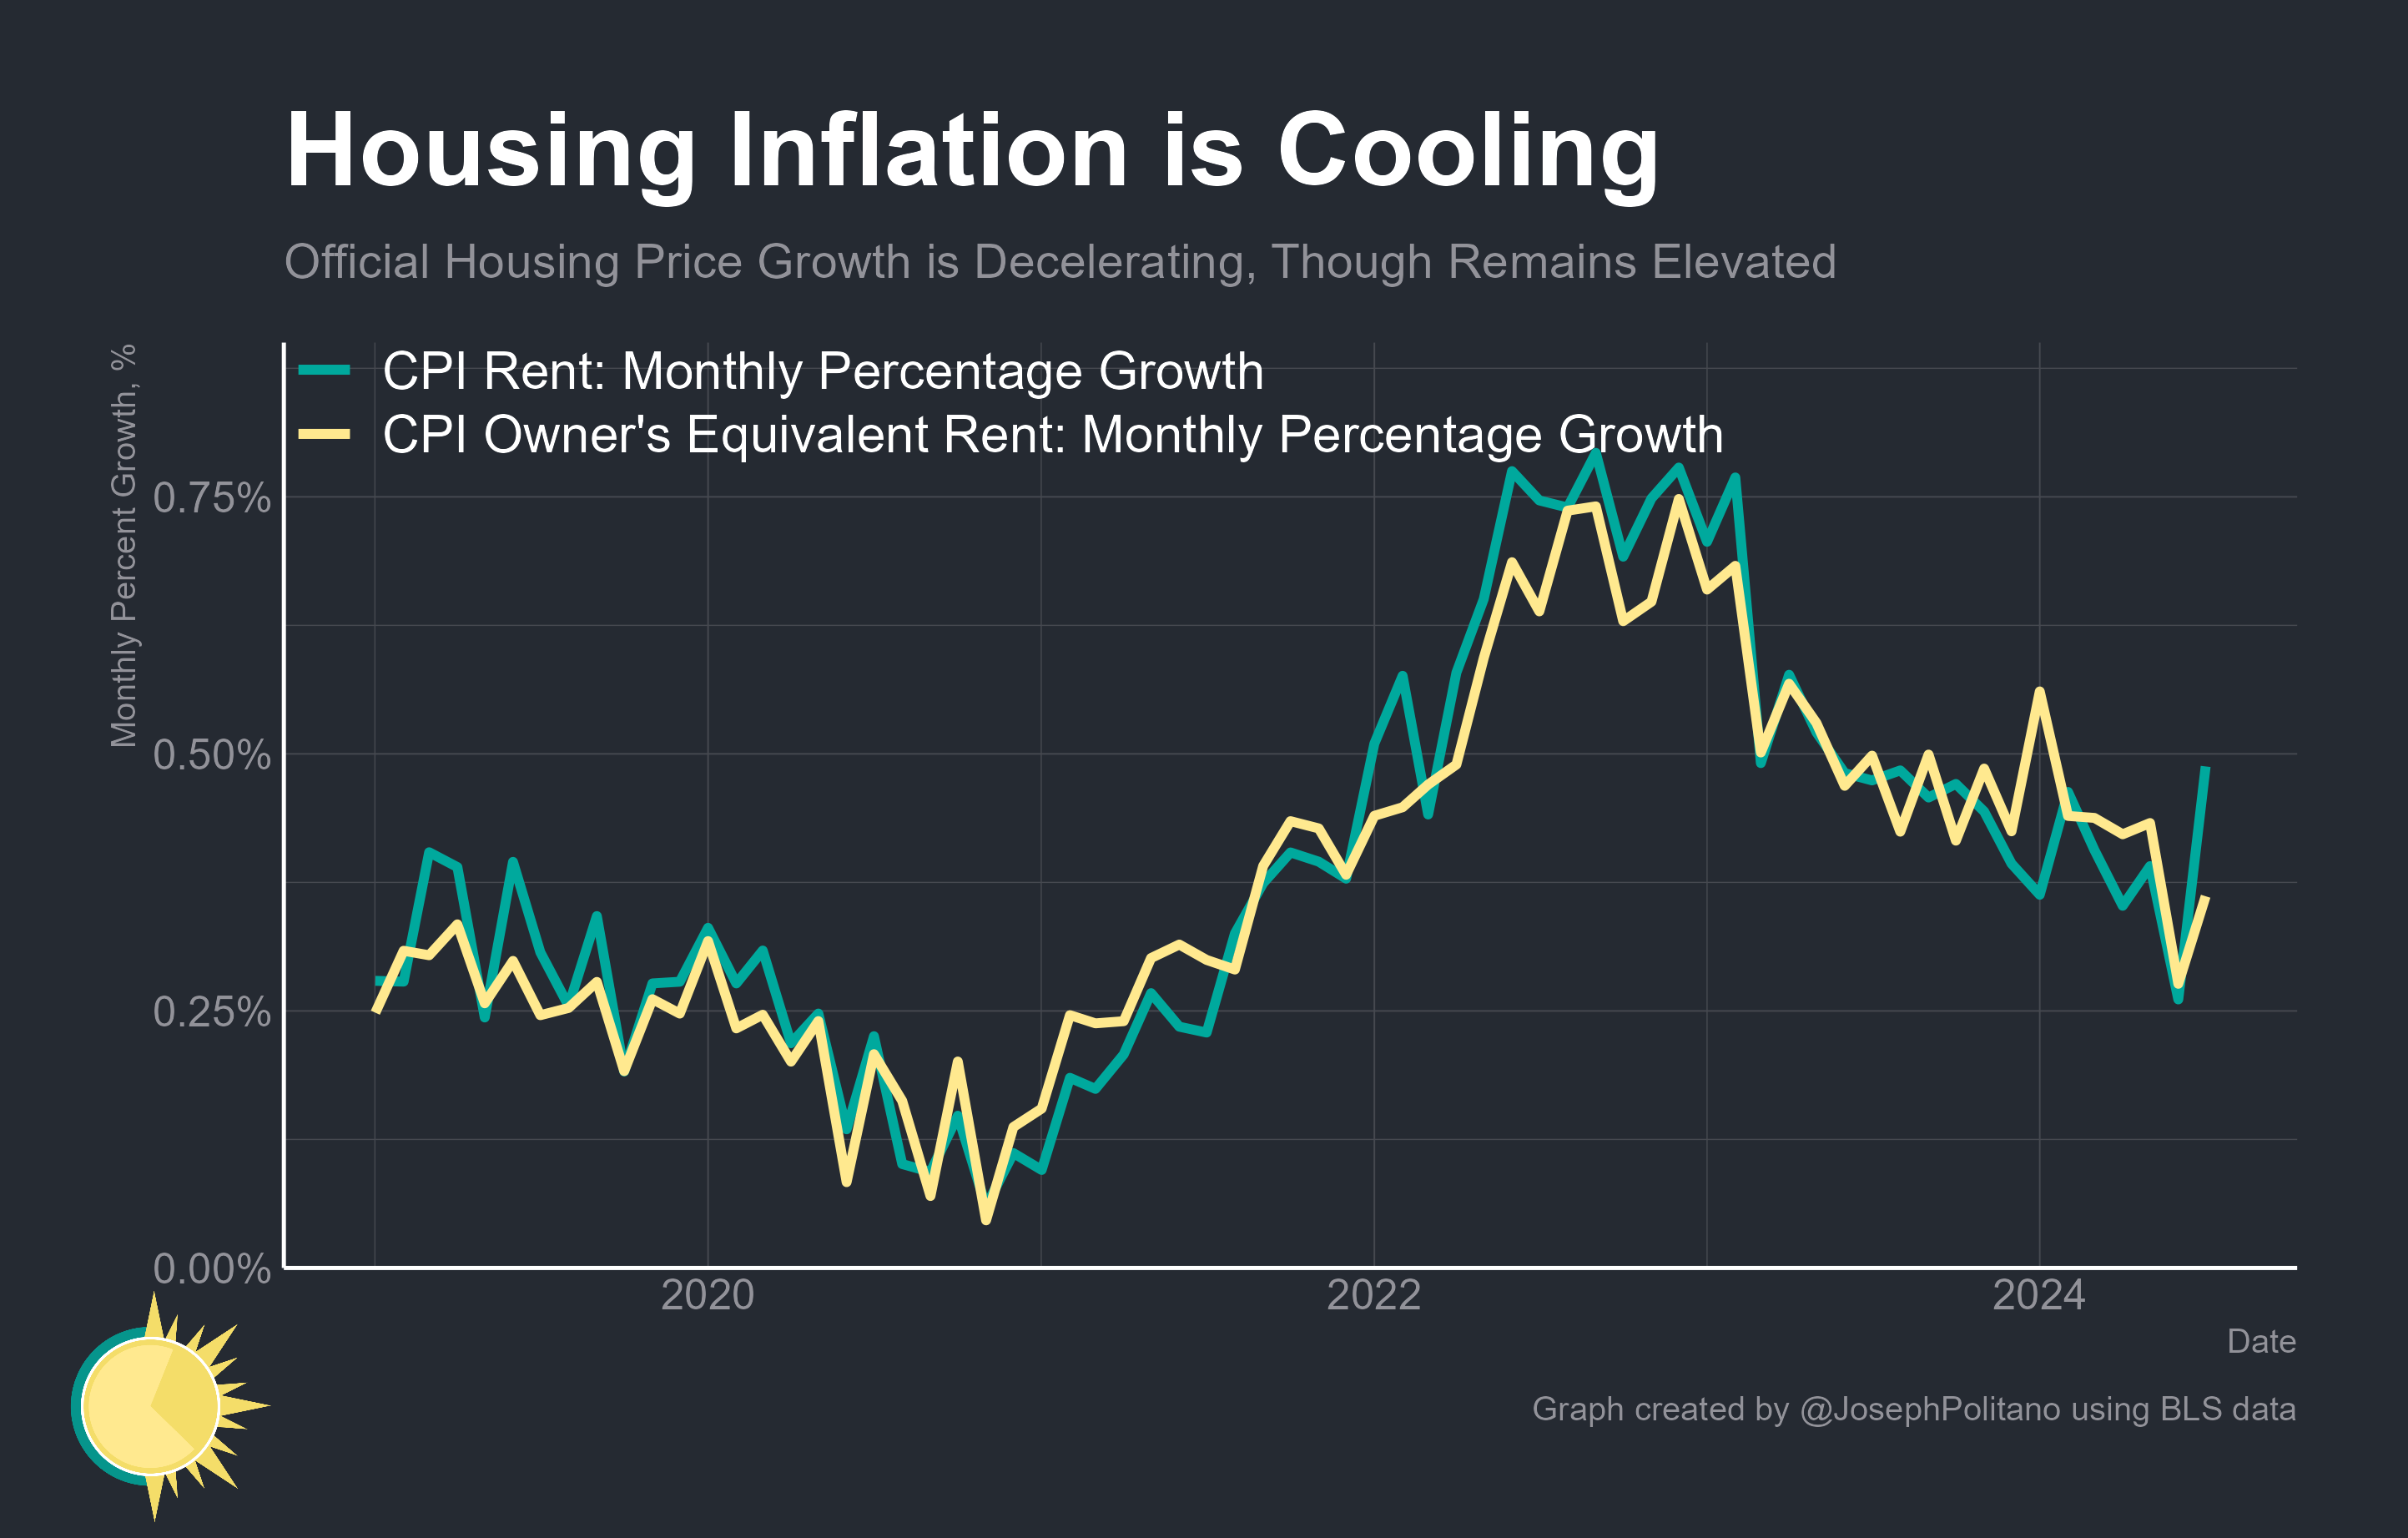 Housing Inflation is Cooling
Official Housing Price Growth is Decelerating, Though Remains Elevated
Monthly Percent Growth, %
CPI Rent: Monthly Percentage Growth
CPI Owner's Equivalent Rent: Monthly Percentage Growth
0.75%
0.50%
0.25%
0.00%
2020 2022 2024
Date
Graph created by @JosephPolitano using BLS data